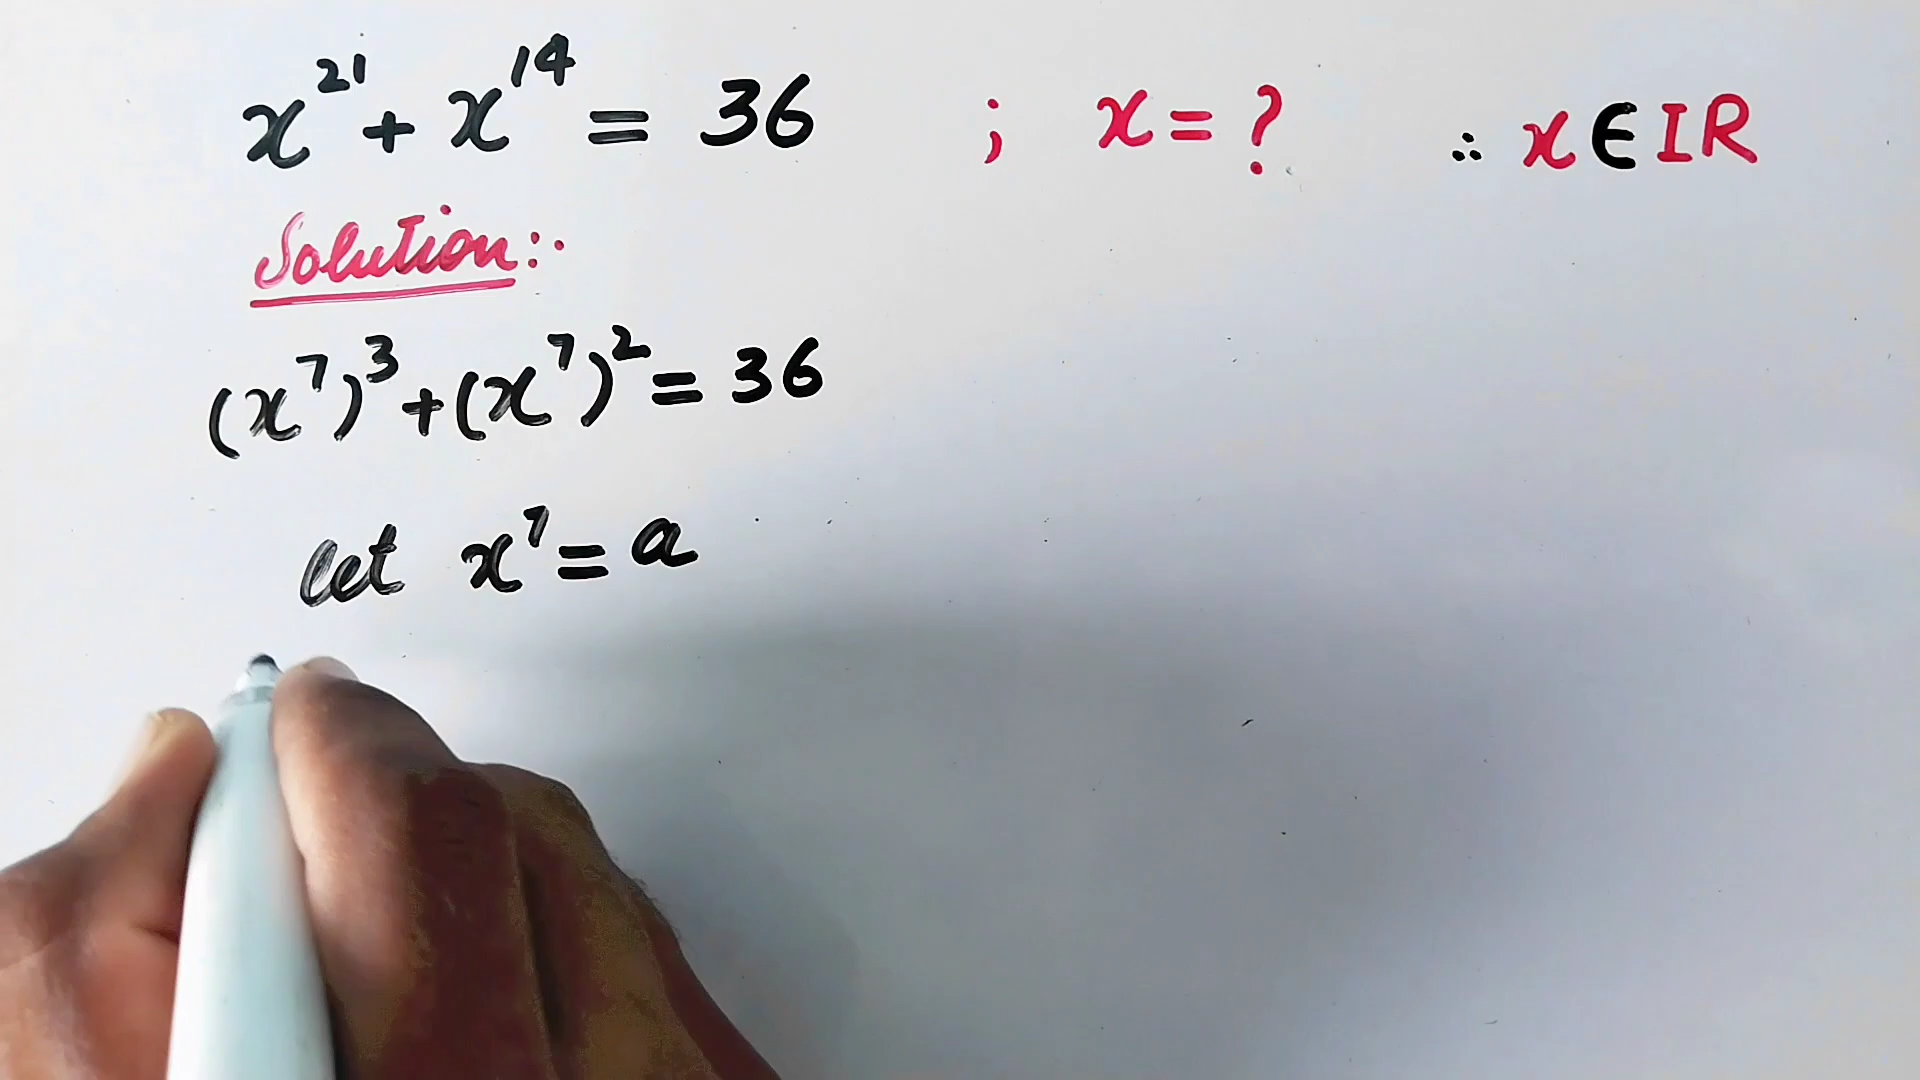 x²¹ + x¹⁴ = 36 ; x = ? ∴ x ∈ IR
Solution:·
(x⁷)³ + (x⁷)² = 36
let x⁷ = a